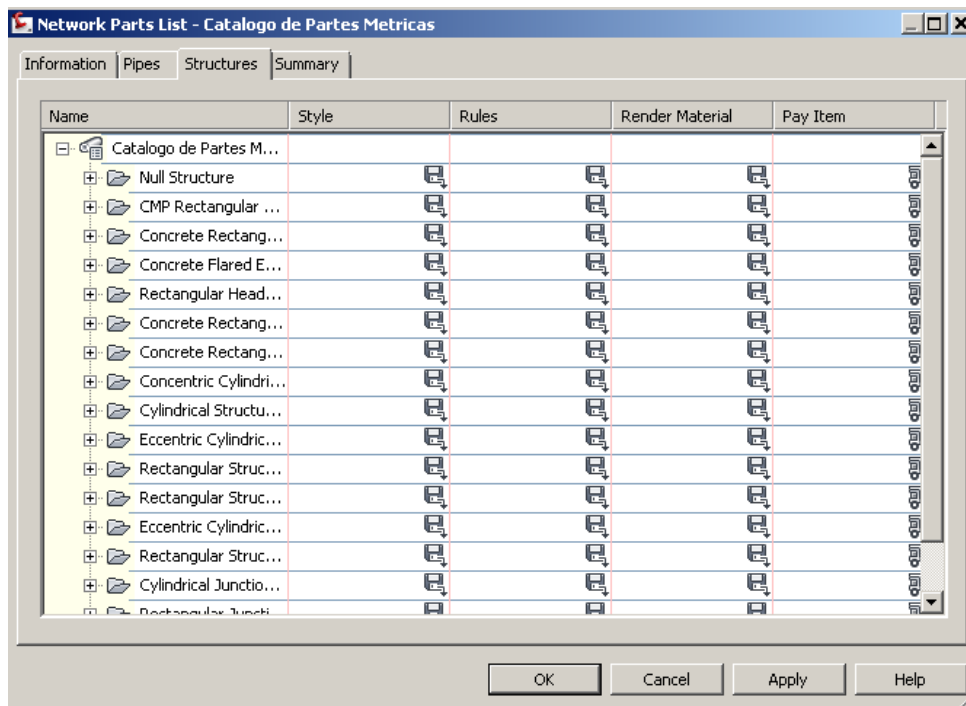 Network Parts List - Catalogo de Partes Metricas
Information Pipes Structures Summary
Name Style Rules Render Material Pay Item
Catalogo de Partes M...
Null Structure
CMP Rectangular ...
Concrete Rectang...
Concrete Flared E...
Rectangular Head...
Concrete Rectang...
Concrete Rectang...
Concentric Cylindri...
Cylindrical Structu...
Eccentric Cylindric...
Rectangular Struc...
Rectangular Struc...
Eccentric Cylindric...
Rectangular Struc...
Cylindrical Junctio...
Rectangular Juncti...
OK Cancel Apply Help